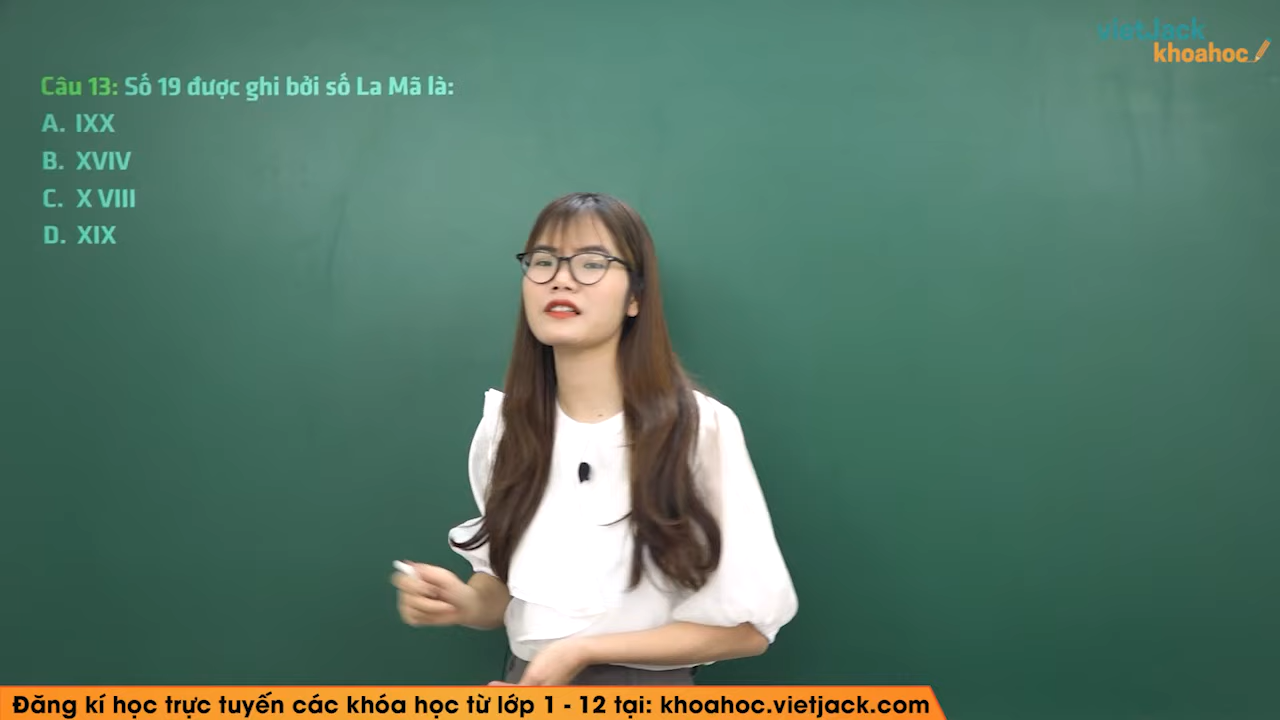 vietJack
khoahoc
Câu 13: Số 19 được ghi bởi số La Mã là:
A. IXX
B. XVIV
C. X VIII
D. XIX
Đăng kí học trực tuyến các khóa học từ lớp 1 - 12 tại: khoahoc.vietjack.com